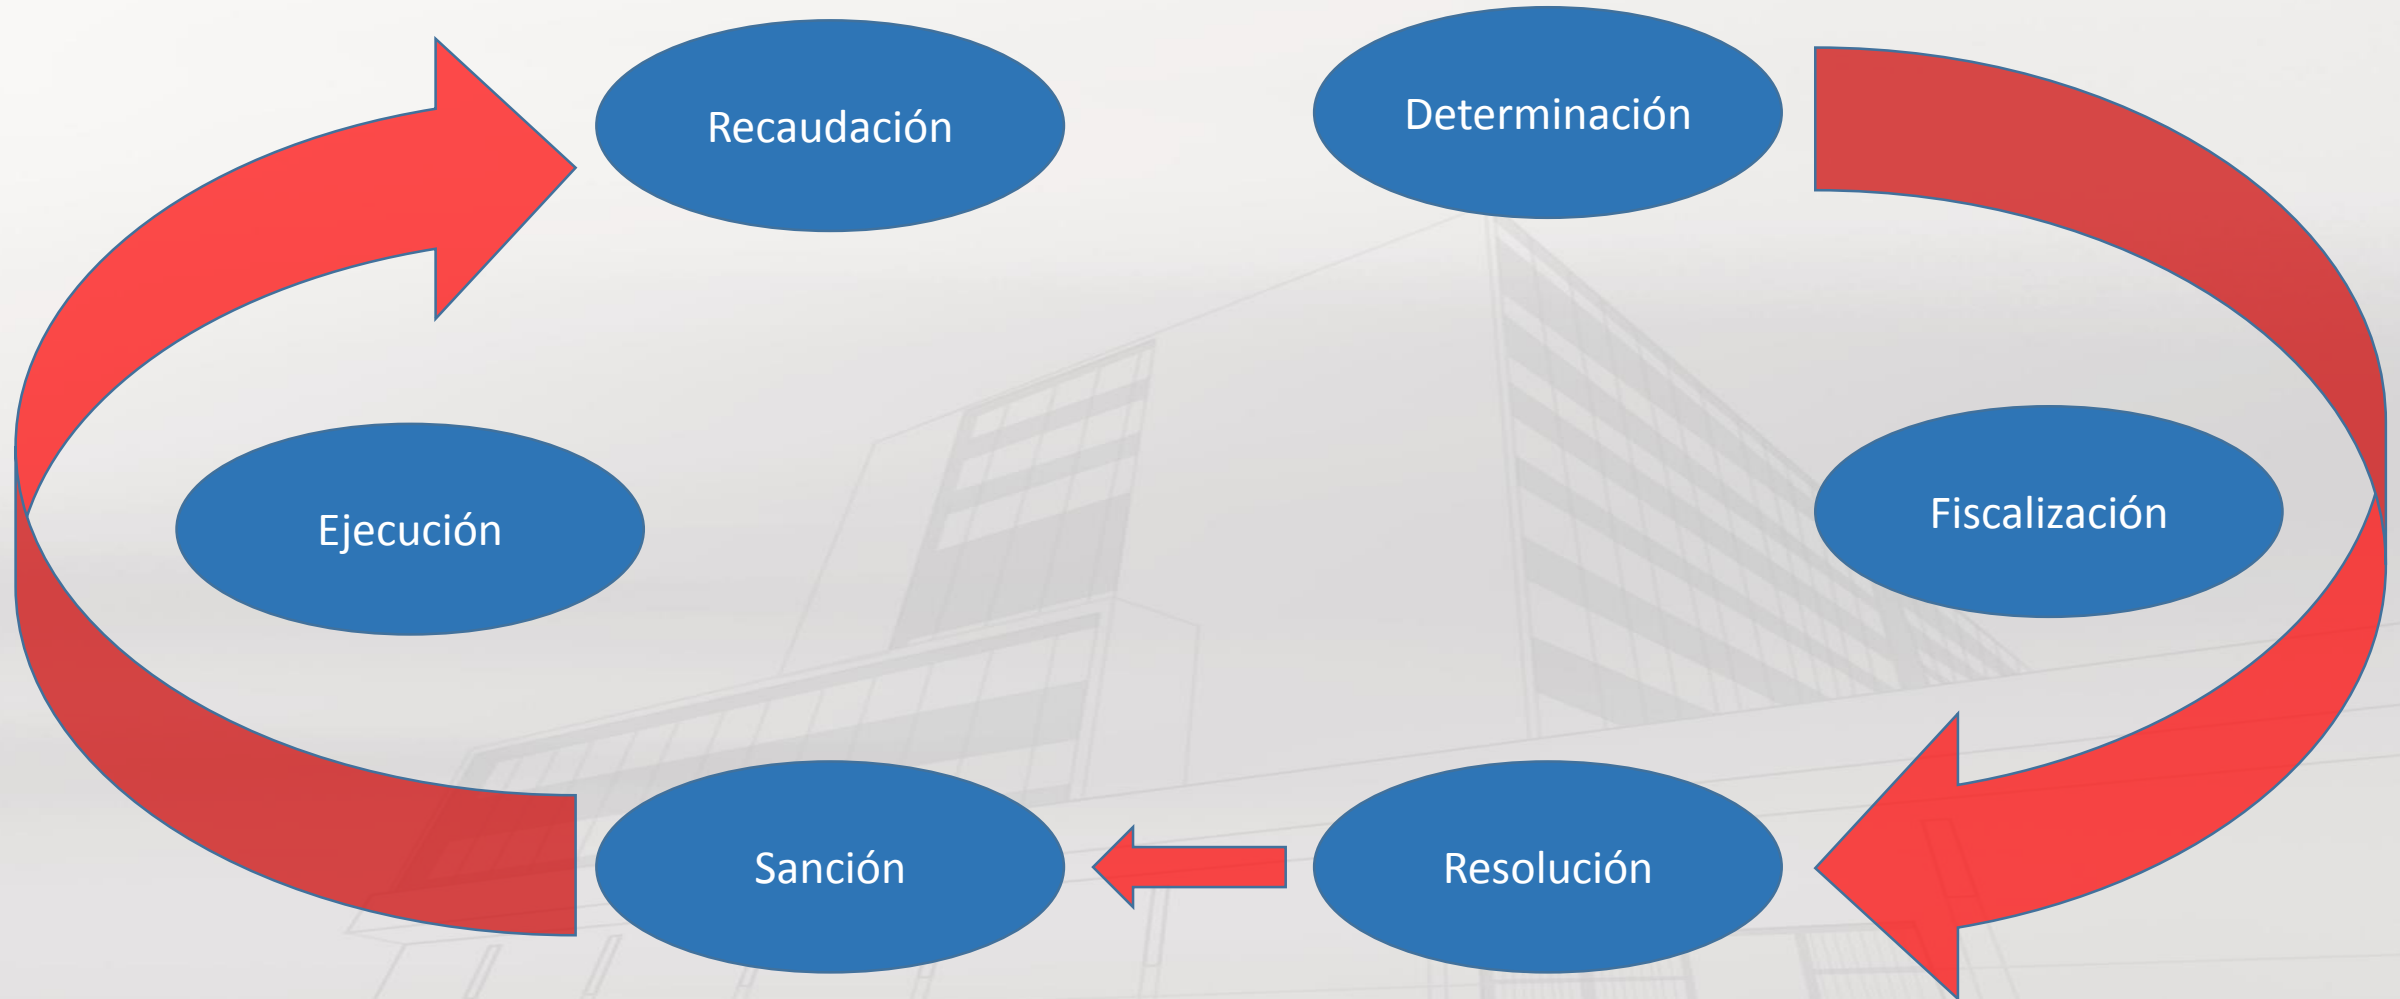 Recaudación
Determinación
Ejecución
Fiscalización
Sanción
Resolución